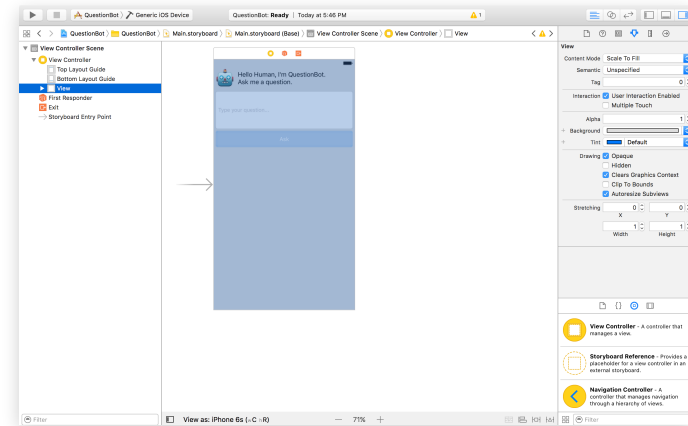 QuestionBot 〉 Generic iOS Device
QuestionBot: Ready | Today at 5:46 PM
1
QuestionBot 〉 QuestionBot 〉 Main.storyboard 〉 Main.storyboard (Base) 〉 View Controller Scene 〉 View Controller 〉 View
View Controller Scene
View Controller
Top Layout Guide
Bottom Layout Guide
View
First Responder
Exit
Storyboard Entry Point
Filter
Hello Human, I'm QuestionBot.
Ask me a question.
Type your question...
Ask
View as: iPhone 6s (wC hR)
71%
View
Content Mode Scale To Fill
Semantic Unspecified
Tag 0
Interaction User Interaction Enabled
Multiple Touch
Alpha 1
Background
Tint Default
Drawing Opaque
Hidden
Clears Graphics Context
Clip To Bounds
Autoresize Subviews
Stretching 0 0
X Y
1 1
Width Height
View Controller - A controller that
manages a view.
Storyboard Reference - Provides a
placeholder for a view controller in an
external storyboard.
Navigation Controller - A
controller that manages navigation
through a hierarchy of views.
Filter